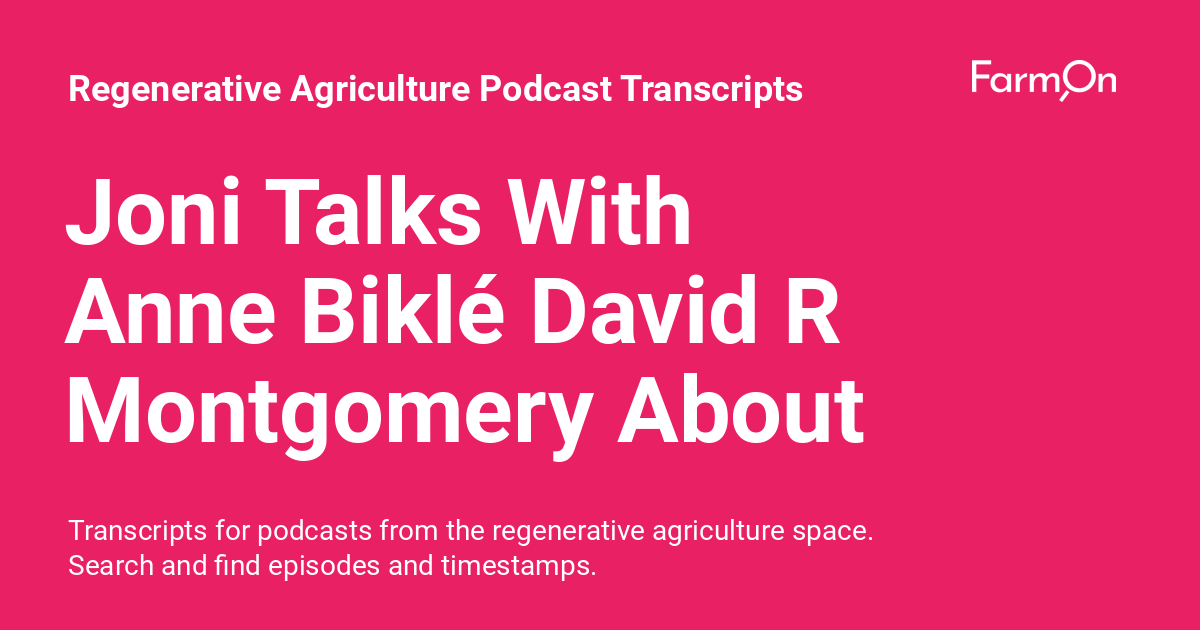 Regenerative Agriculture Podcast Transcripts
FarmOn
Joni Talks With
Anne Biklé David R
Montgomery About
Transcripts for podcasts from the regenerative agriculture space.
Search and find episodes and timestamps.